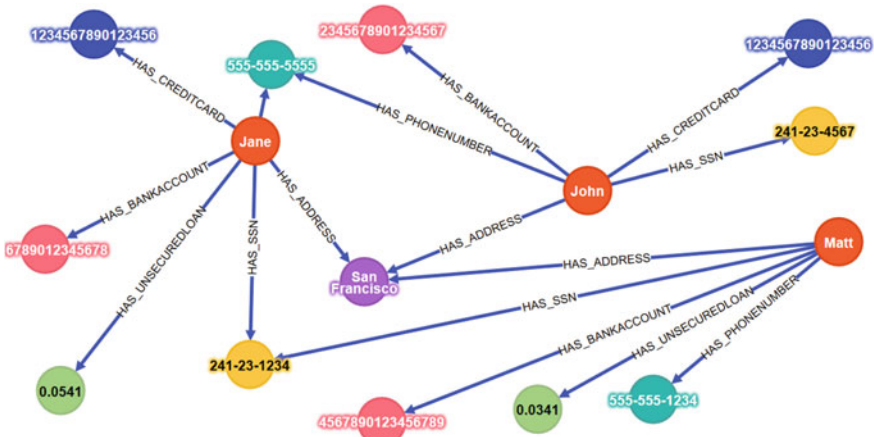 1234567890123456
2345678901234567
555-555-5555
1234567890123456
HAS_CREDITCARD
HAS_BANKACCOUNT
HAS_PHONENUMBER
HAS_CREDITCARD
241-23-4567
Jane
HAS_SSN
John
HAS_BANKACCOUNT
HAS_ADDRESS
HAS_UNSECUREDLOAN
HAS_SSN
HAS_ADDRESS
Matt
6789012345678
San
Francisco
HAS_ADDRESS
HAS_SSN
HAS_BANKACCOUNT
HAS_UNSECUREDLOAN
HAS_PHONENUMBER
241-23-1234
0.0541
4567890123456789
0.0341
555-555-1234